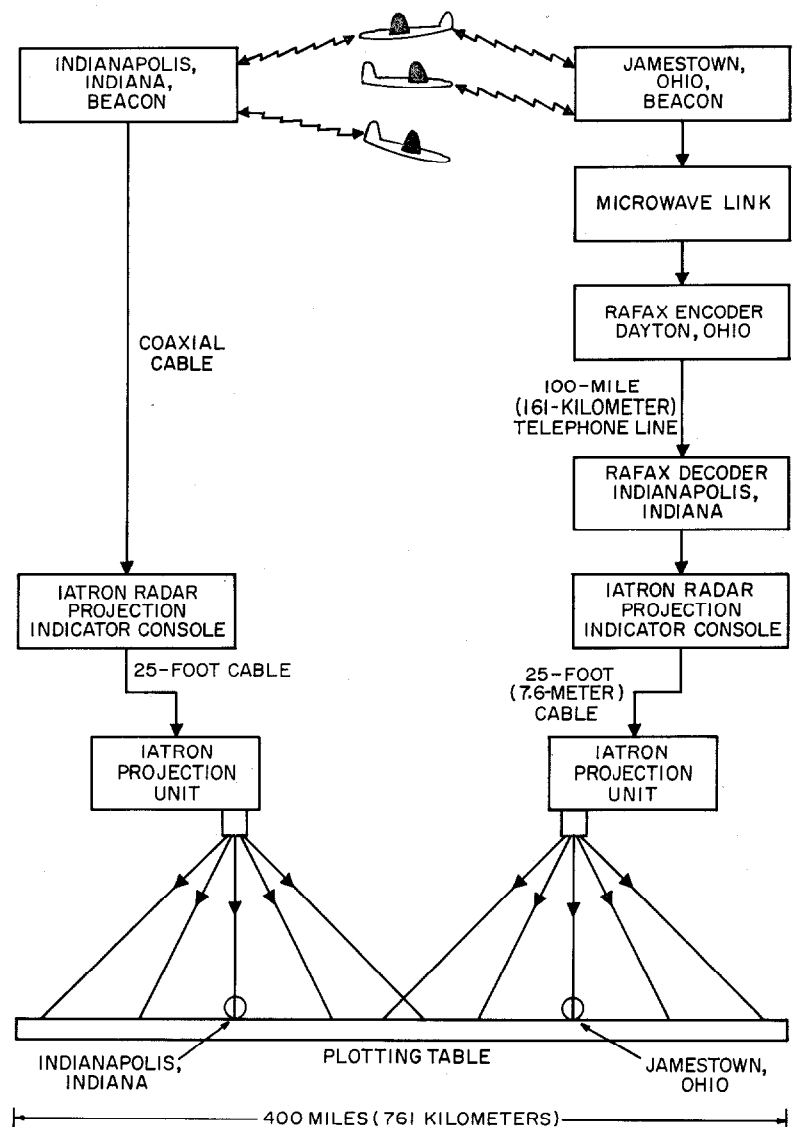 INDIANAPOLIS,
INDIANA,
BEACON
JAMESTOWN,
OHIO,
BEACON
MICROWAVE LINK
RAFAX ENCODER
DAYTON, OHIO
COAXIAL
CABLE
100-MILE
(161-KILOMETER)
TELEPHONE LINE
RAFAX DECODER
INDIANAPOLIS,
INDIANA
IATRON RADAR
PROJECTION
INDICATOR CONSOLE
IATRON RADAR
PROJECTION
INDICATOR CONSOLE
25-FOOT CABLE
25-FOOT
(7.6-METER)
CABLE
IATRON
PROJECTION
UNIT
IATRON
PROJECTION
UNIT
INDIANAPOLIS,
INDIANA
PLOTTING TABLE
JAMESTOWN,
OHIO
400 MILES (761 KILOMETERS)